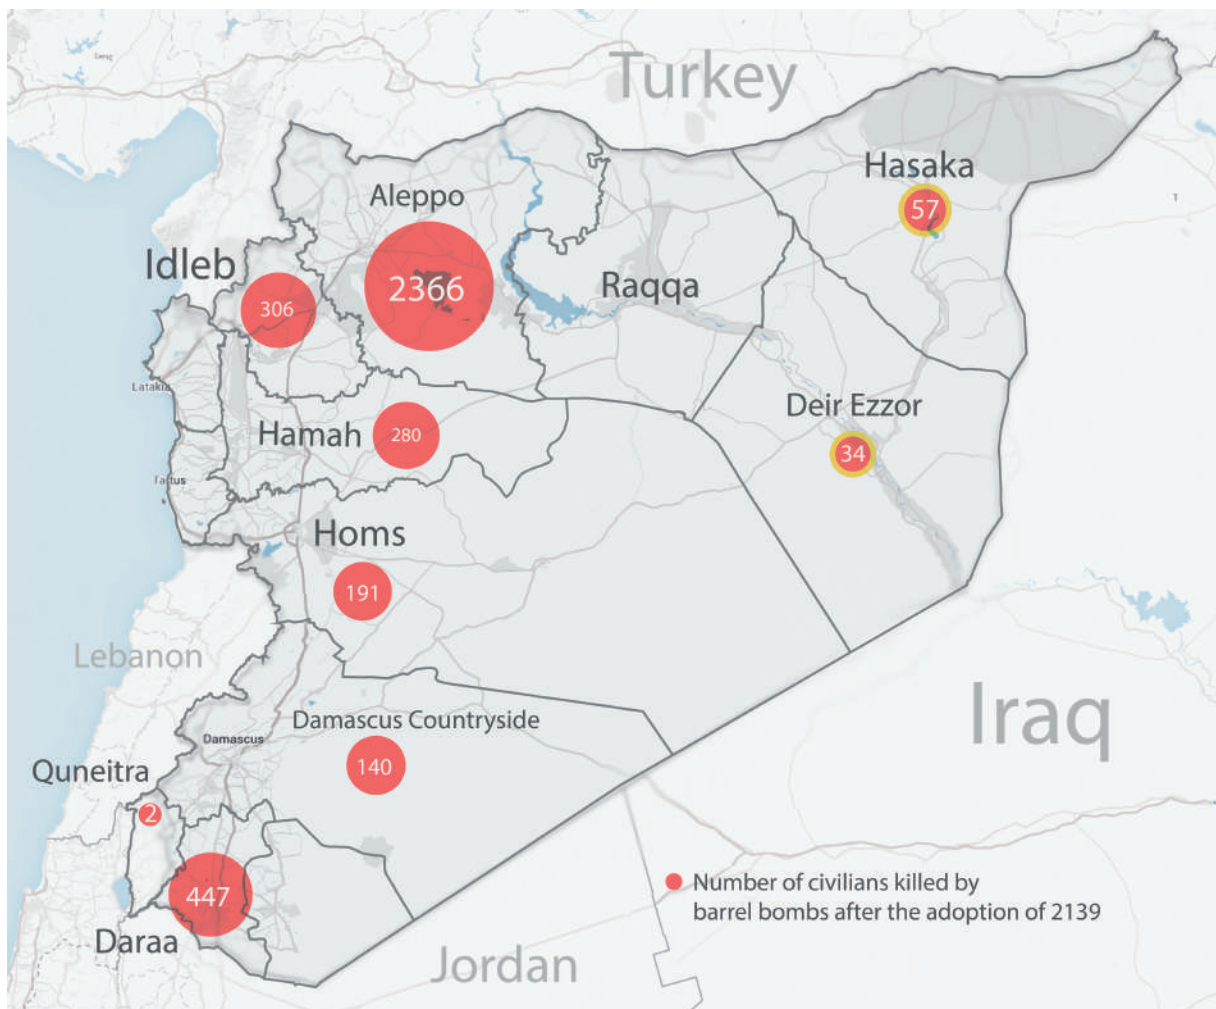 Turkey
Hasaka
57
Aleppo
2366
Idleb
306
Raqqa
Latakia
Deir Ezzor
34
Hamah
280
Tartus
Homs
191
Lebanon
Iraq
Damascus Countryside
140
Damascus
Quneitra
2
447
Daraa
Number of civilians killed by
barrel bombs after the adoption of 2139
Jordan